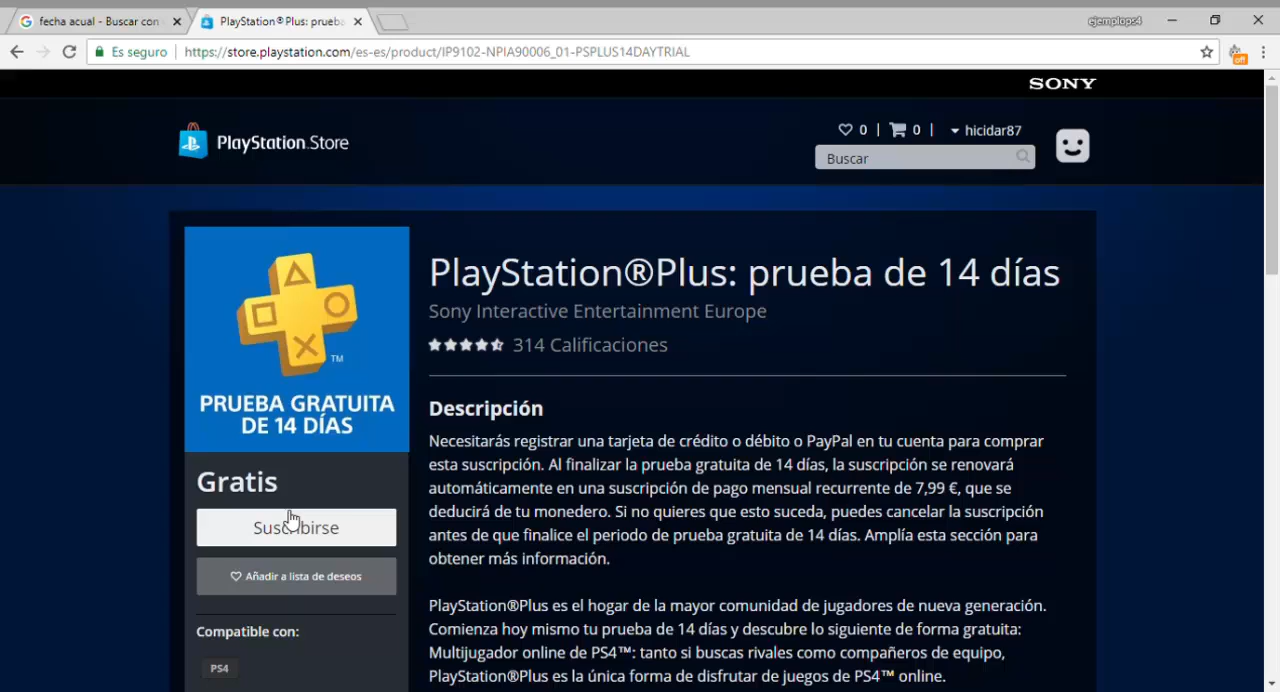 fecha acual - Buscar con
PlayStation®Plus: prueba
ejemplops4
Es seguro
https://store.playstation.com/es-es/product/IP9102-NPIA90006_01-PSPLUS14DAYTRIAL
off
SONY
PlayStation.Store
0 | 0 | hicidar87
Buscar
PRUEBA GRATUITA
DE 14 DÍAS
TM
Gratis
Suscribirse
Añadir a lista de deseos
Compatible con:
PS4
PlayStation®Plus: prueba de 14 días
Sony Interactive Entertainment Europe
314 Calificaciones
Descripción
Necesitarás registrar una tarjeta de crédito o débito o PayPal en tu cuenta para comprar
esta suscripción. Al finalizar la prueba gratuita de 14 días, la suscripción se renovará
automáticamente en una suscripción de pago mensual recurrente de 7,99 €, que se
deducirá de tu monedero. Si no quieres que esto suceda, puedes cancelar la suscripción
antes de que finalice el periodo de prueba gratuita de 14 días. Amplía esta sección para
obtener más información.
PlayStation®Plus es el hogar de la mayor comunidad de jugadores de nueva generación.
Comienza hoy mismo tu prueba de 14 días y descubre lo siguiente de forma gratuita:
Multijugador online de PS4™: tanto si buscas rivales como compañeros de equipo,
PlayStation®Plus es la única forma de disfrutar de juegos de PS4™ online.